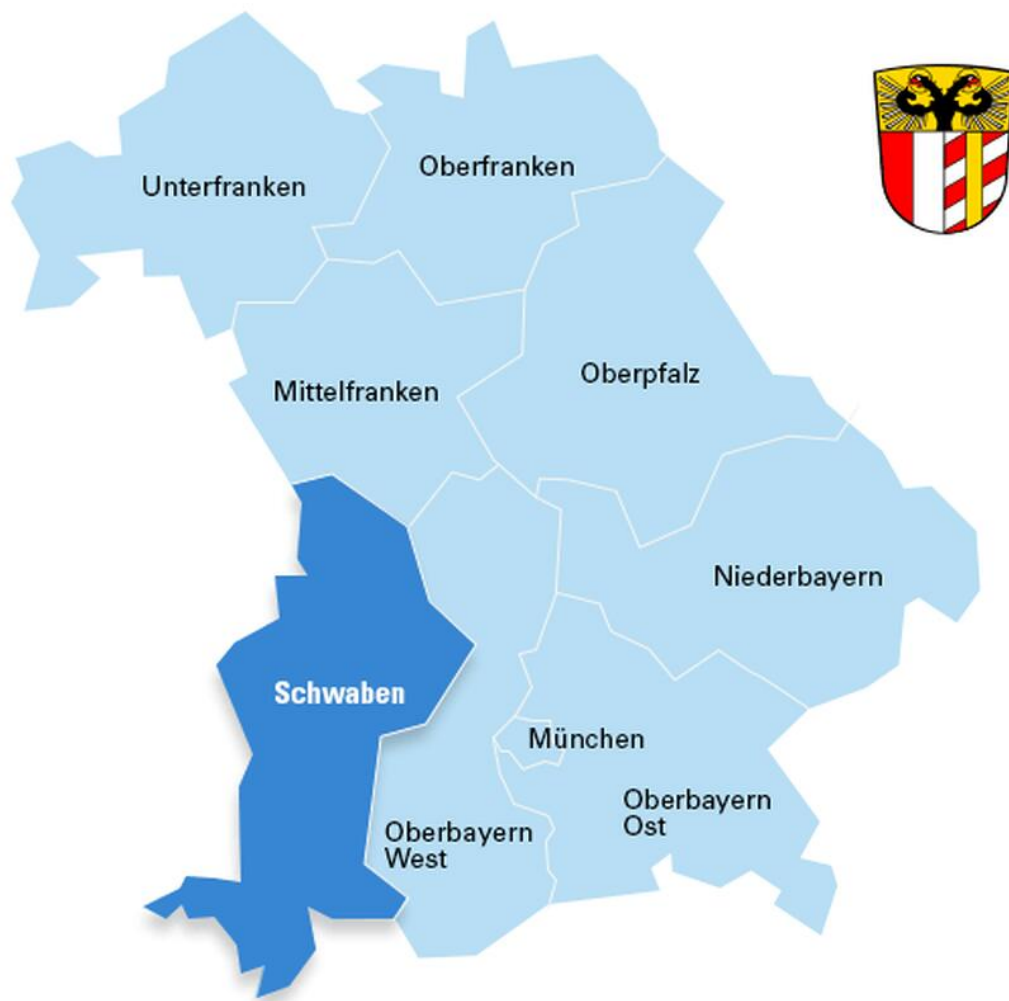 Oberfranken
Unterfranken
Oberpfalz
Mittelfranken
Niederbayern
Schwaben
München
Oberbayern
Ost
Oberbayern
West